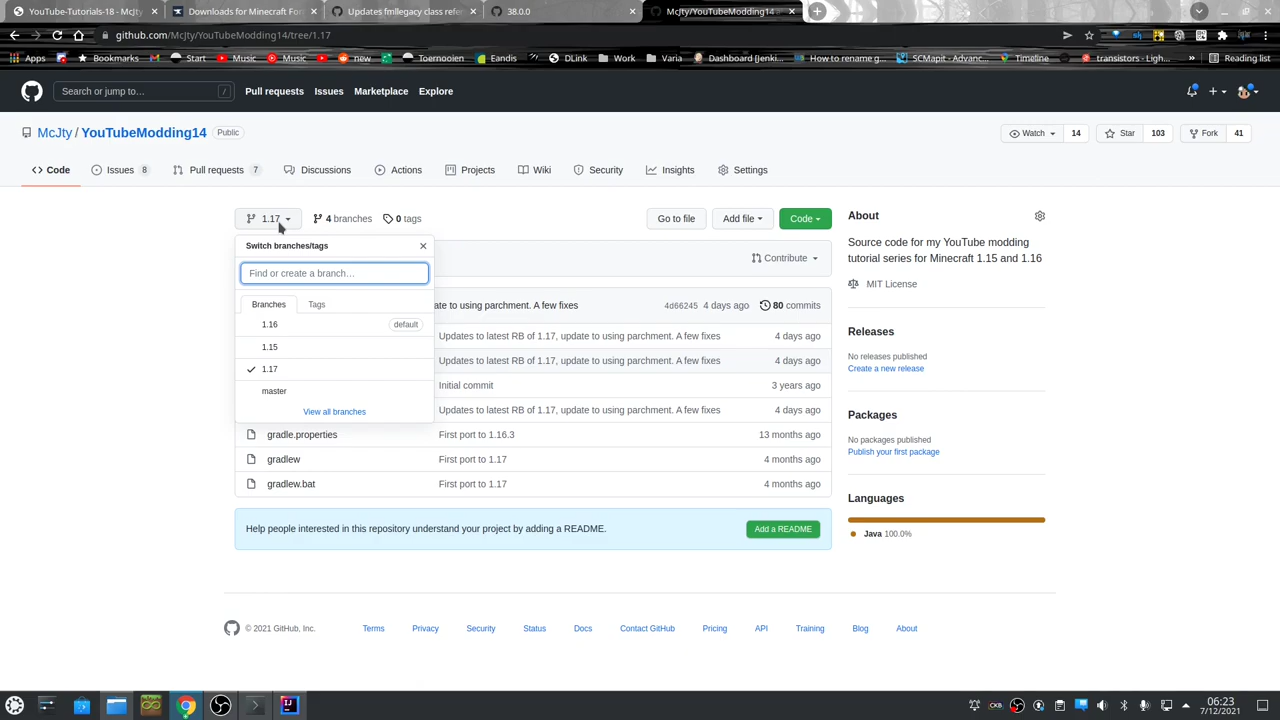 YouTube-Tutorials-18 - McJty
Downloads for Minecraft For
Updates fmllegacy class refe
38.0.0
McJty/YouTubeModding14
github.com/McJty/YouTubeModding14/tree/1.17
Apps
Bookmarks
Start
Music
Music
new
Toernooien
Eandis
DLink
Work
Varia
Dashboard [Jenki...
How to rename g...
SCMapit - Advanc...
Timeline
transistors - Ligh...
»
Reading list
Search or jump to…
/
Pull requests
Issues
Marketplace
Explore
McJty / YouTubeModding14
Public
Watch
14
Star
103
Fork
41
Code
Issues 8
Pull requests 7
Discussions
Actions
Projects
Wiki
Security
Insights
Settings
1.17
4 branches
0 tags
Go to file
Add file
Code
Switch branches/tags
Find or create a branch…
Branches
Tags
1.16
default
1.15
1.17
master
View all branches
Contribute
ate to using parchment. A few fixes
4d66245 4 days ago
80 commits
Updates to latest RB of 1.17, update to using parchment. A few fixes
4 days ago
Updates to latest RB of 1.17, update to using parchment. A few fixes
4 days ago
Initial commit
3 years ago
Updates to latest RB of 1.17, update to using parchment. A few fixes
4 days ago
gradle.properties
First port to 1.16.3
13 months ago
gradlew
First port to 1.17
4 months ago
gradlew.bat
First port to 1.17
4 months ago
Help people interested in this repository understand your project by adding a README.
Add a README
About
Source code for my YouTube modding
tutorial series for Minecraft 1.15 and 1.16
MIT License
Releases
No releases published
Create a new release
Packages
No packages published
Publish your first package
Languages
Java 100.0%
© 2021 GitHub, Inc.
Terms
Privacy
Security
Status
Docs
Contact GitHub
Pricing
API
Training
Blog
About
06:23
7/12/2021